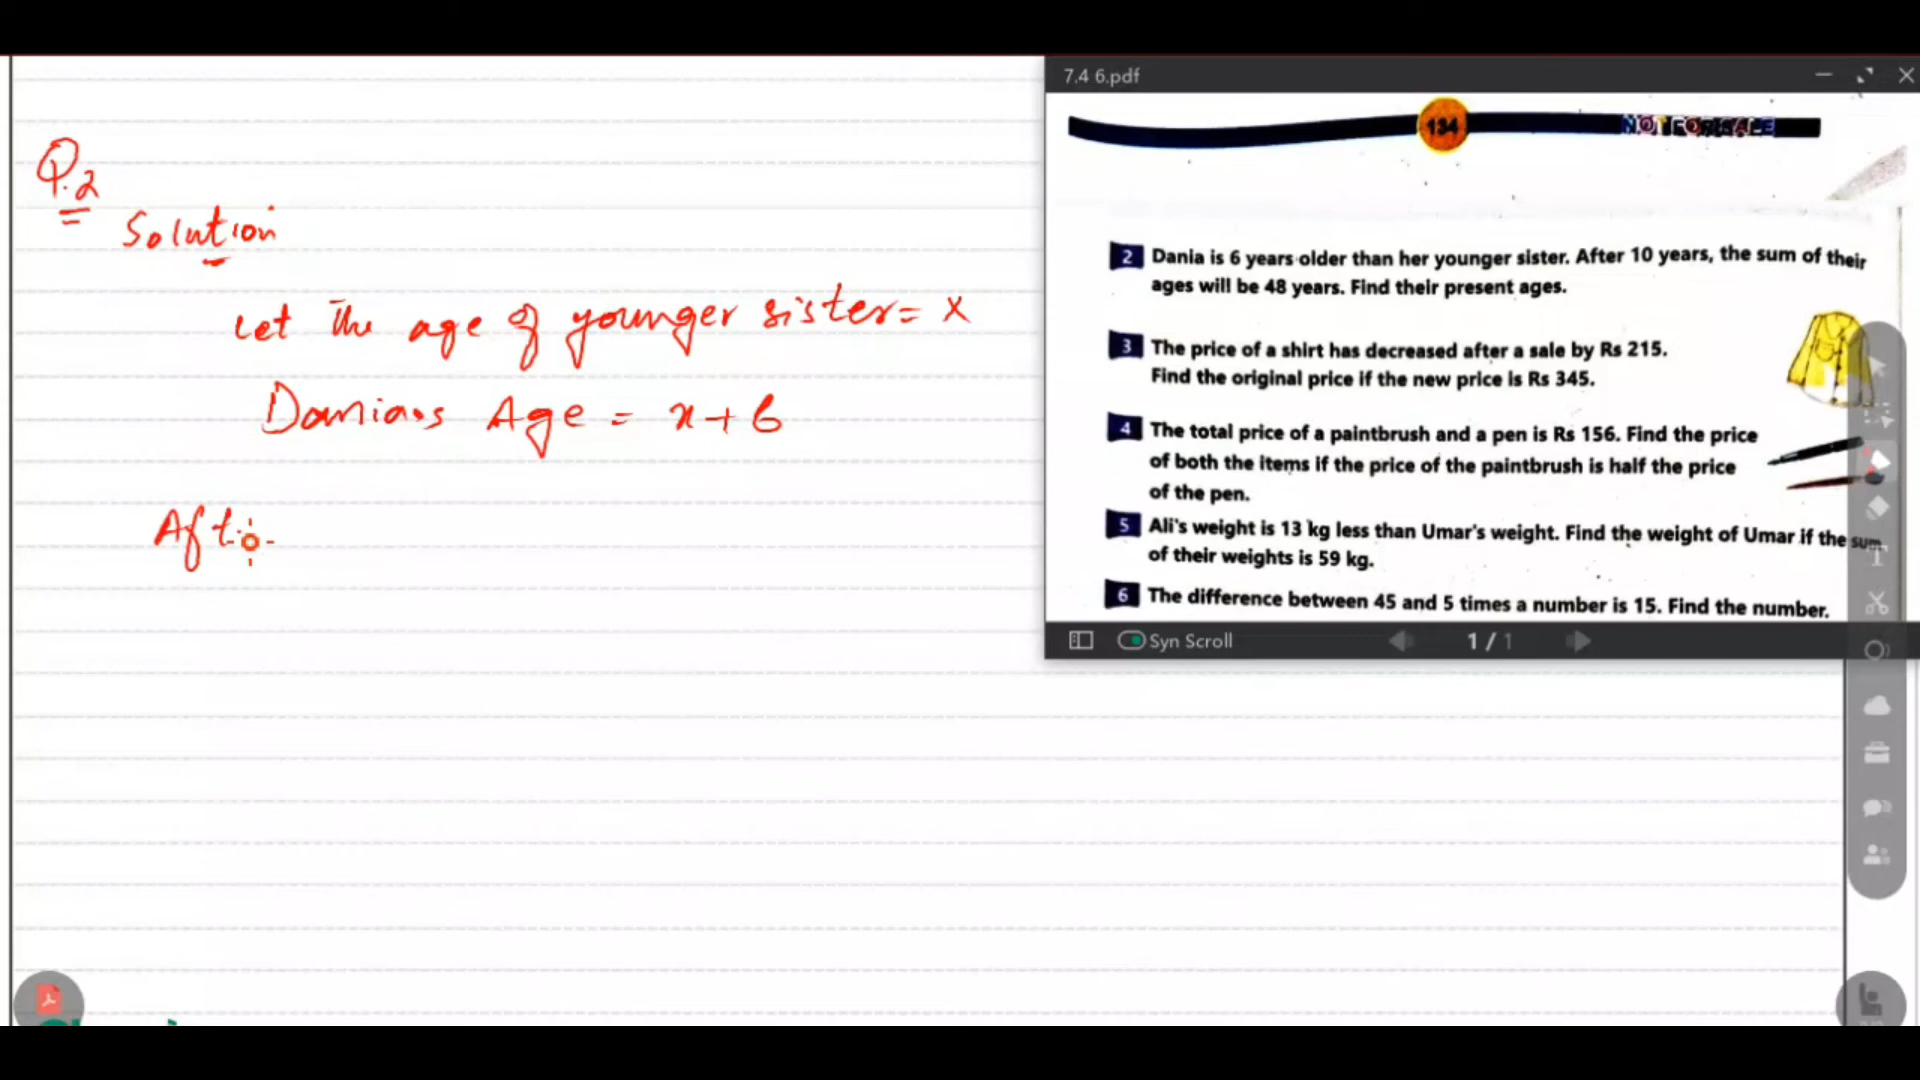 Q.2
Solution
Let the age of younger sister= x
Danias Age = x+6
Aft
7.4 6.pdf
134
NOT FOR SALE
2 Dania is 6 years older than her younger sister. After 10 years, the sum of their
ages will be 48 years. Find their present ages.
3 The price of a shirt has decreased after a sale by Rs 215.
Find the original price if the new price is Rs 345.
4 The total price of a paintbrush and a pen is Rs 156. Find the price
of both the items if the price of the paintbrush is half the price
of the pen.
5 Ali's weight is 13 kg less than Umar's weight. Find the weight of Umar if the sum
of their weights is 59 kg.
6 The difference between 45 and 5 times a number is 15. Find the number.
Syn Scroll
1 / 1